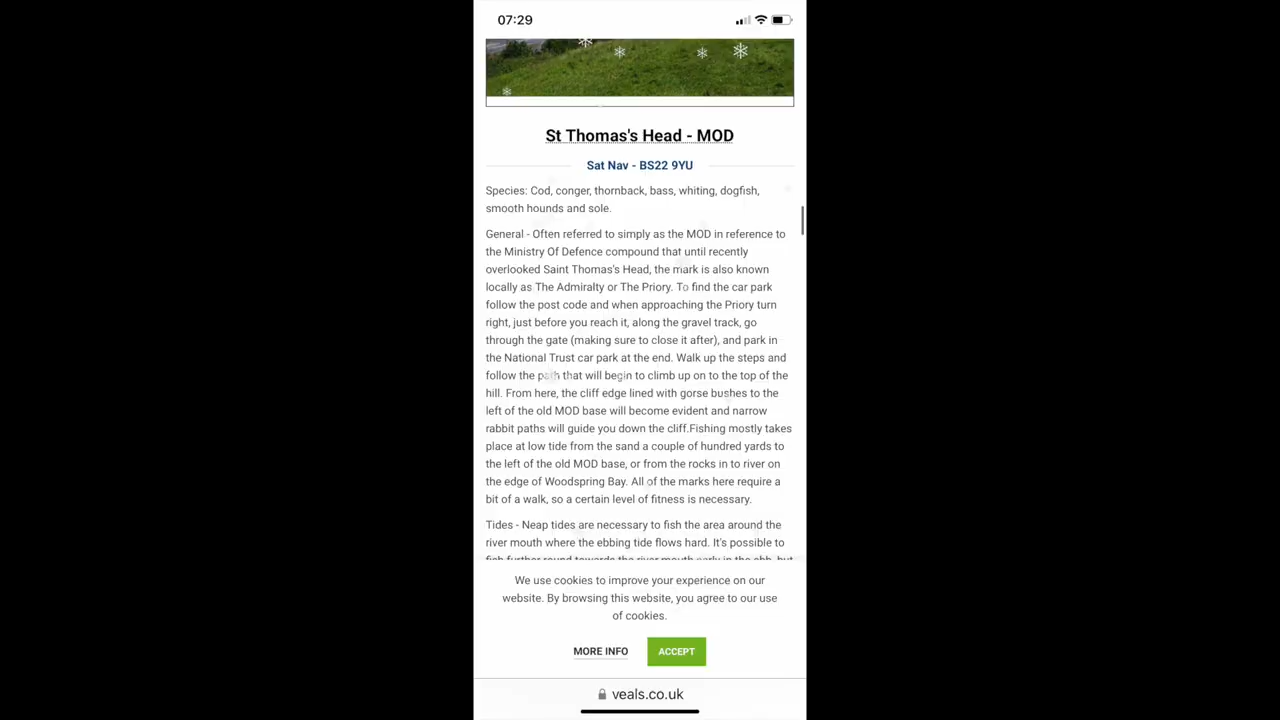 07:29
St Thomas's Head - MOD
Sat Nav - BS22 9YU
Species: Cod, conger, thornback, bass, whiting, dogfish,
smooth hounds and sole.
General - Often referred to simply as the MOD in reference to
the Ministry Of Defence compound that until recently
overlooked Saint Thomas's Head, the mark is also known
locally as The Admiralty or The Priory. To find the car park
follow the post code and when approaching the Priory turn
right, just before you reach it, along the gravel track, go
through the gate (making sure to close it after), and park in
the National Trust car park at the end. Walk up the steps and
follow the path that will begin to climb up on to the top of the
hill. From here, the cliff edge lined with gorse bushes to the
left of the old MOD base will become evident and narrow
rabbit paths will guide you down the cliff.Fishing mostly takes
place at low tide from the sand a couple of hundred yards to
the left of the old MOD base, or from the rocks in to river on
the edge of Woodspring Bay. All of the marks here require a
bit of a walk, so a certain level of fitness is necessary.
Tides - Neap tides are necessary to fish the area around the
river mouth where the ebbing tide flows hard. It's possible to
fish further round towards the river mouth early in the ebb, but
We use cookies to improve your experience on our
website. By browsing this website, you agree to our use
of cookies.
MORE INFO ACCEPT
veals.co.uk